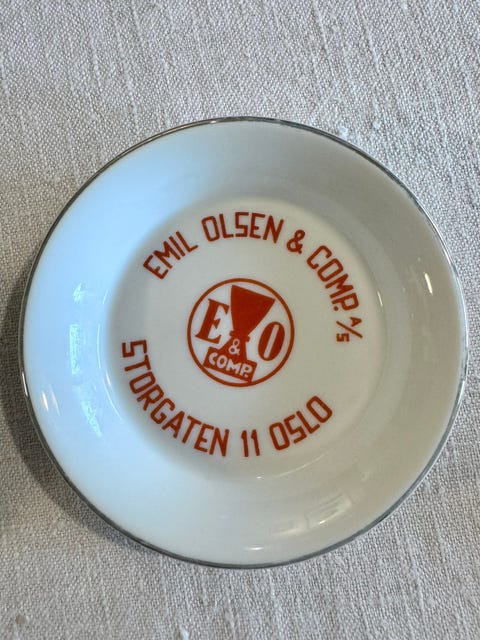 EMIL OLSEN & COMP. A/S
E & O
COMP.
STORGATEN 11 OSLO